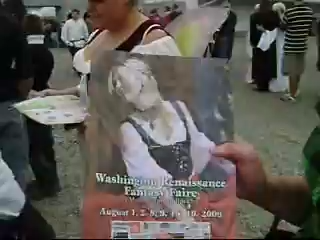 Washington Renaissance
Fantasy Faire
August 1, 2, 8, 9, 15, 16, 2009